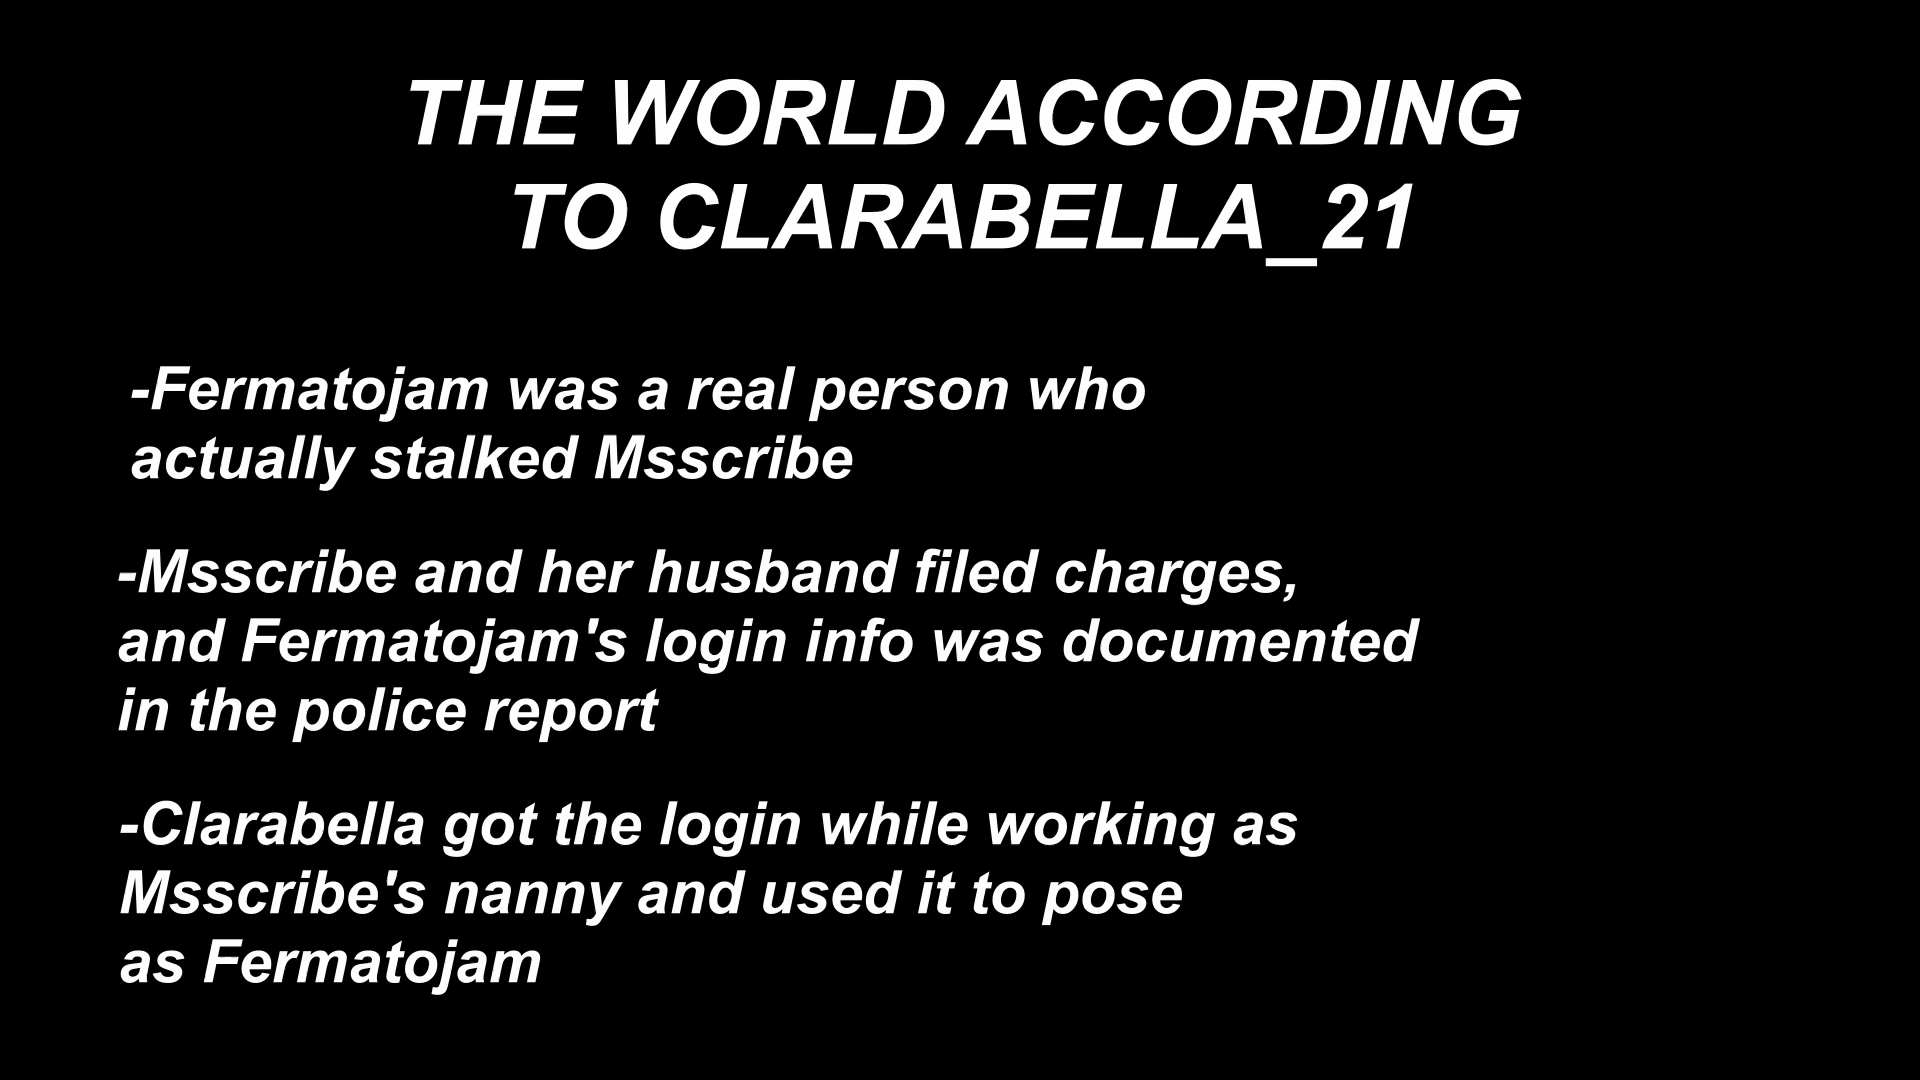 THE WORLD ACCORDING
TO CLARABELLA_21
-Fermatojam was a real person who
actually stalked Msscribe
-Msscribe and her husband filed charges,
and Fermatojam's login info was documented
in the police report
-Clarabella got the login while working as
Msscribe's nanny and used it to pose
as Fermatojam